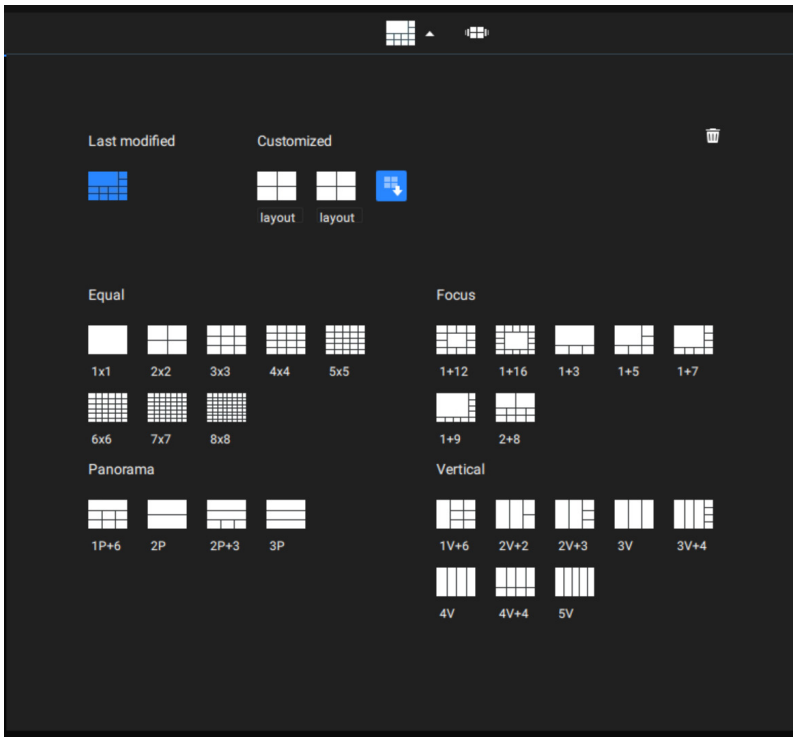 Last modified
Customized
layout layout
Equal
1x1 2x2 3x3 4x4 5x5
6x6 7x7 8x8
Focus
1+12 1+16 1+3 1+5 1+7
1+9 2+8
Panorama
1P+6 2P 2P+3 3P
Vertical
1V+6 2V+2 2V+3 3V 3V+4
4V 4V+4 5V